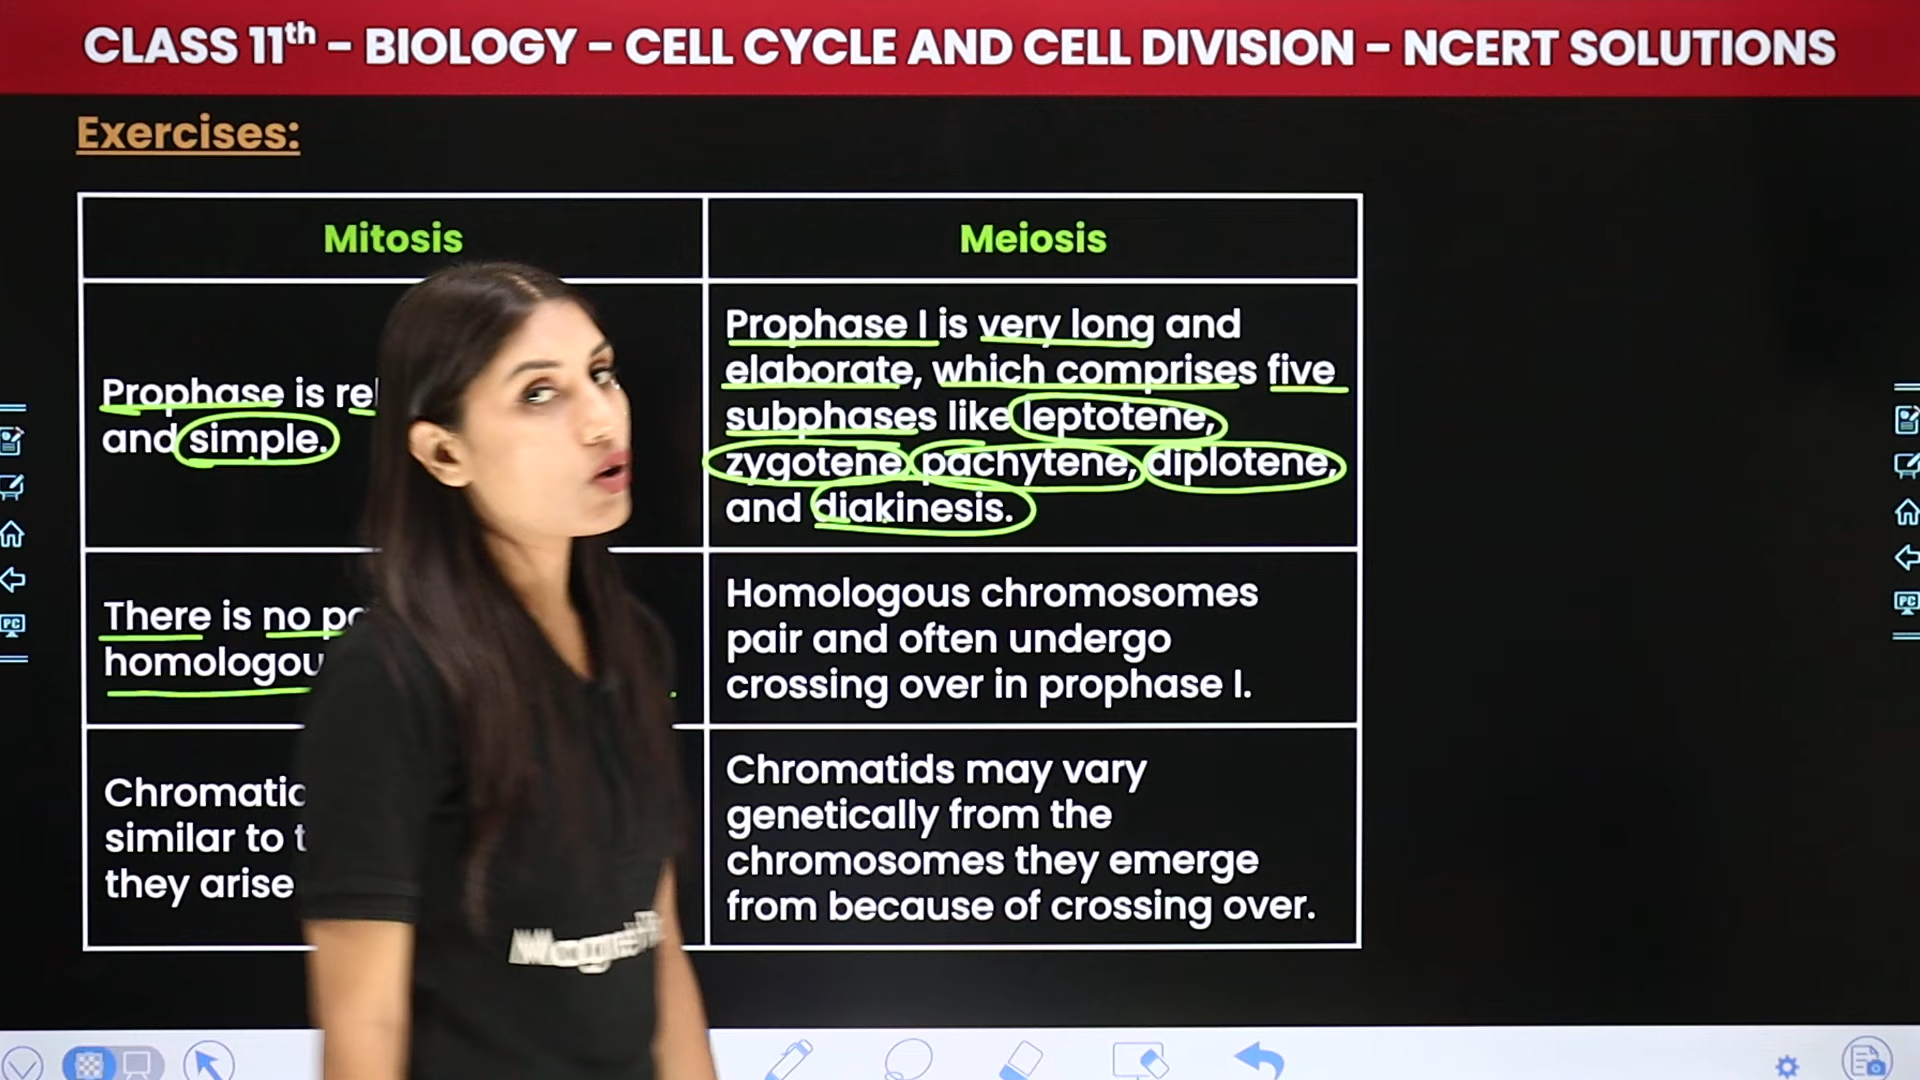 CLASS 11th – BIOLOGY – CELL CYCLE AND CELL DIVISION – NCERT SOLUTIONS
Exercises:
Mitosis
Meiosis
Prophase is
and simple.
Prophase I is very long and
elaborate, which comprises five
subphases like leptotene,
zygotene, pachytene, diplotene,
and diakinesis.
There is no
Homologous chromosomes
pair and often undergo
crossing over in prophase I.
similar to
they arise
Chromatids may vary
genetically from the
chromosomes they emerge
from because of crossing over.
PC
PC